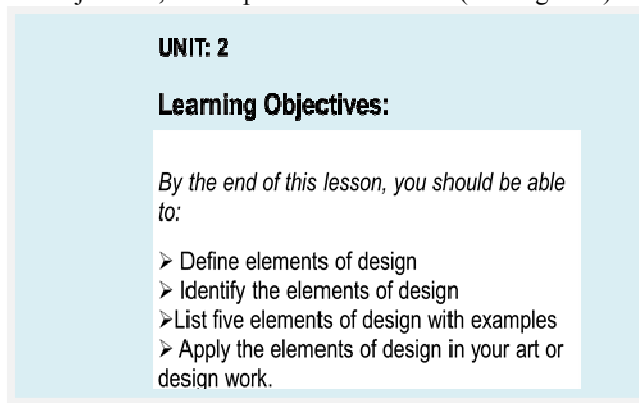 UNIT: 2
Learning Objectives:
By the end of this lesson, you should be able
to:
➢ Define elements of design
➢ Identify the elements of design
➢List five elements of design with examples
➢ Apply the elements of design in your art or
design work.